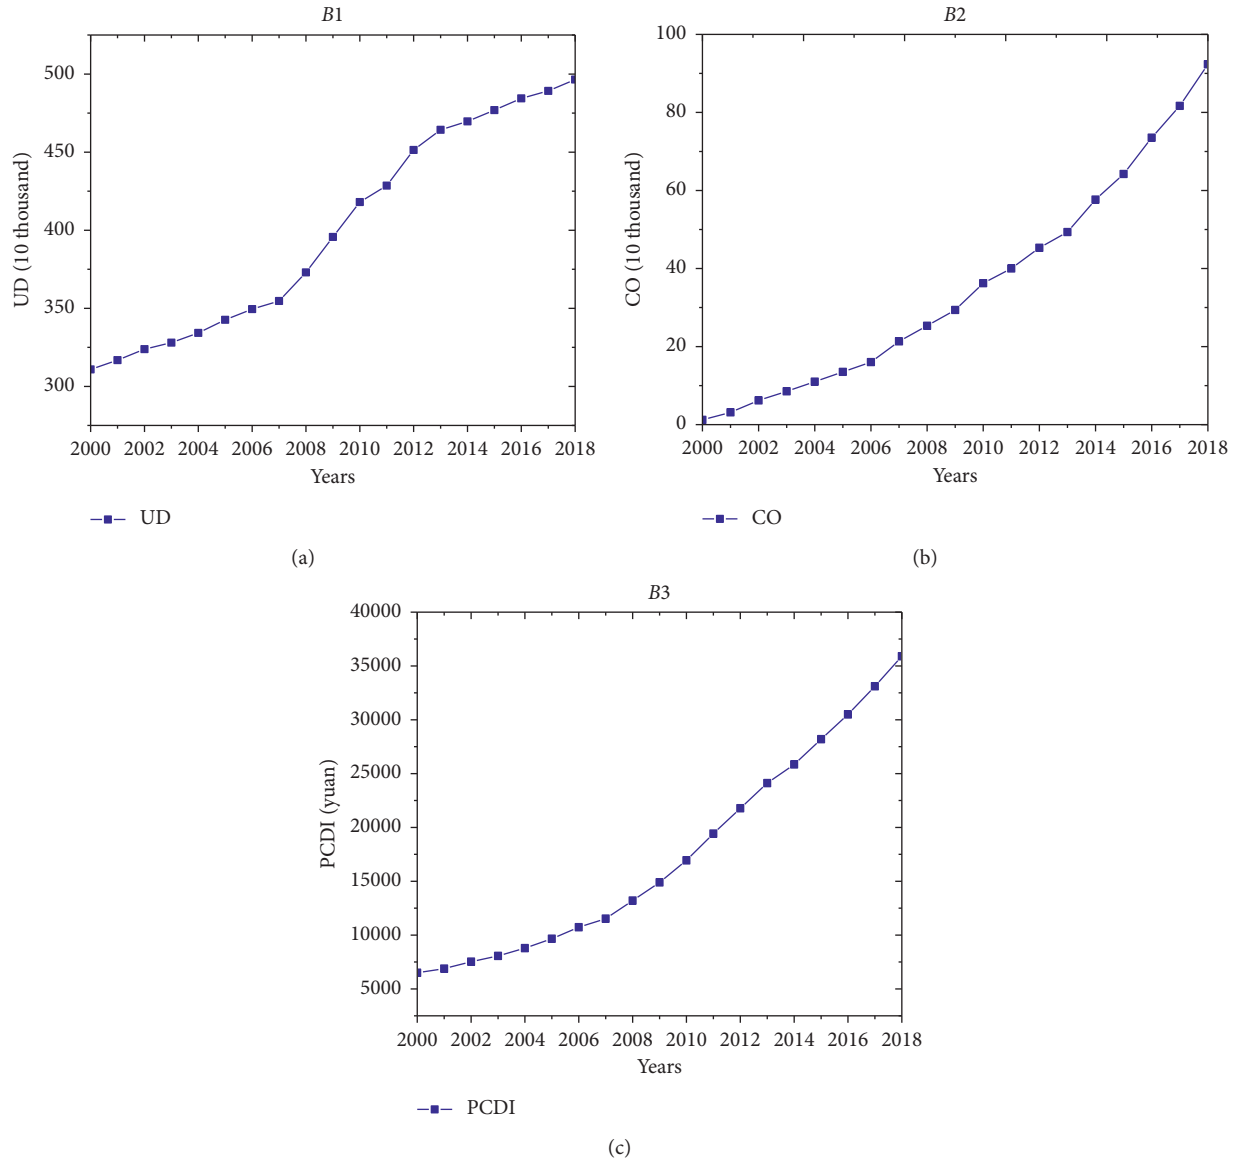 B1
UD (10 thousand)
500
450
400
350
300
2000 2002 2004 2006 2008 2010 2012 2014 2016 2018
Years
UD
(a)
B2
CO (10 thousand)
100
80
60
40
20
0
2000 2002 2004 2006 2008 2010 2012 2014 2016 2018
Years
CO
(b)
B3
PCDI (yuan)
40000
35000
30000
25000
20000
15000
10000
5000
2000 2002 2004 2006 2008 2010 2012 2014 2016 2018
Years
PCDI
(c)